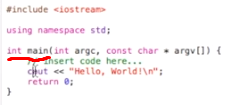 #include <iostream>
using namespace std;
int main(int argc, const char * argv[]) {
// insert code here...
cout << "Hello, World!\n";
return 0;
}